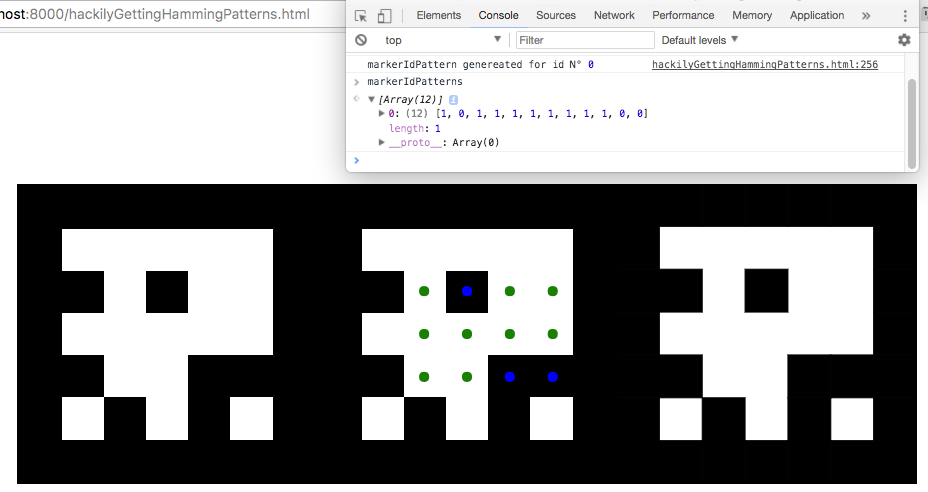 nost:8000/hackilyGettingHammingPatterns.html
Elements Console Sources Network Performance Memory Application »
top ▼ Filter Default levels ▼
markerIdPattern genereated for id N° 0 hackilyGettingHammingPatterns.html:256
markerIdPatterns
▼ [Array(12)] i
▶ 0: (12) [1, 0, 1, 1, 1, 1, 1, 1, 1, 1, 0, 0]
length: 1
▶ __proto__: Array(0)